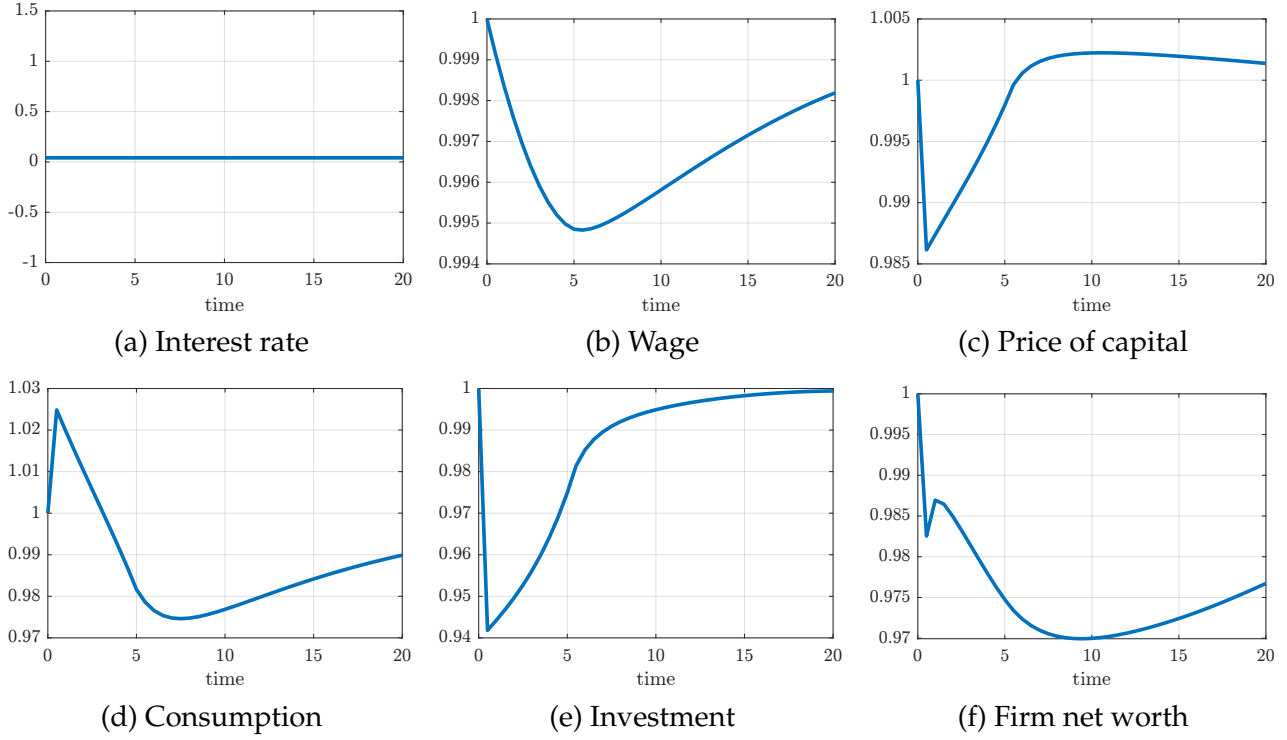 1.5
1
0.5
0
-0.5
-1
0 5 10 15 20
time
(a) Interest rate
1
0.999
0.998
0.997
0.996
0.995
0.994
0 5 10 15 20
time
(b) Wage
1.005
1
0.995
0.99
0.985
0 5 10 15 20
time
(c) Price of capital
1.03
1.02
1.01
1
0.99
0.98
0.97
0 5 10 15 20
time
(d) Consumption
1
0.99
0.98
0.97
0.96
0.95
0.94
0 5 10 15 20
time
(e) Investment
1
0.995
0.99
0.985
0.98
0.975
0.97
0 5 10 15 20
time
(f) Firm net worth